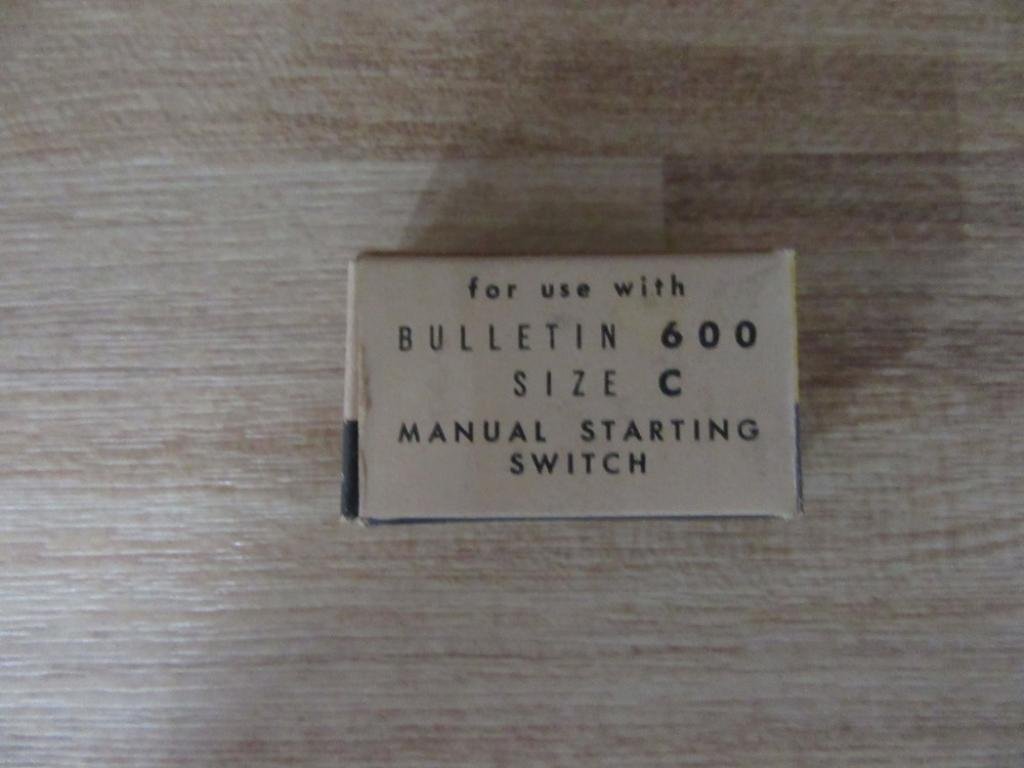 for use with
BULLETIN 600
SIZE C
MANUAL STARTING
SWITCH